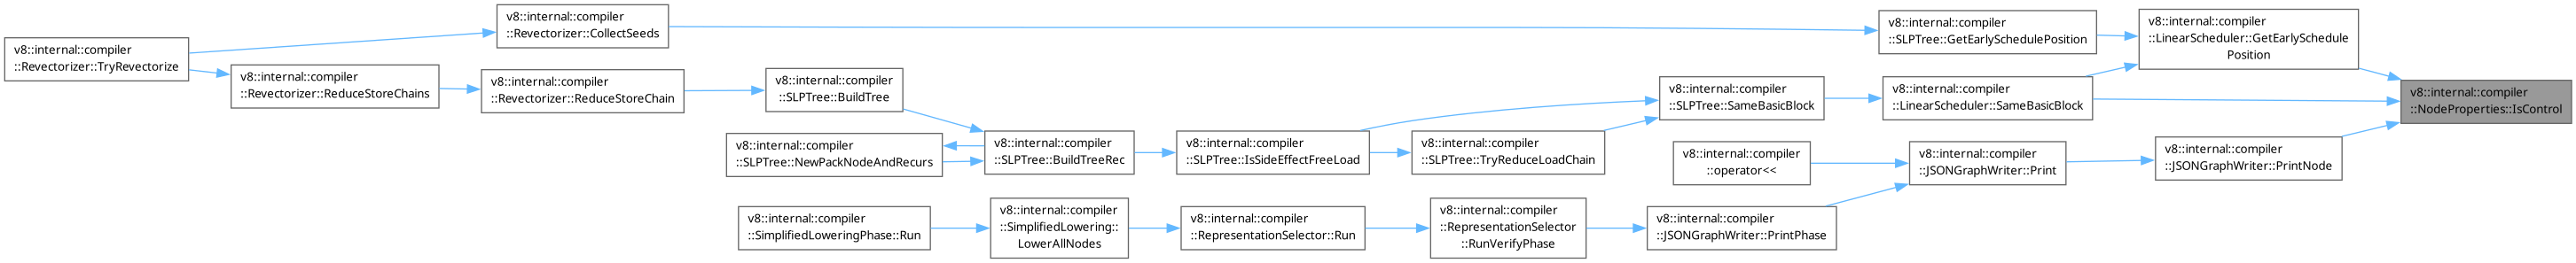 v8::internal::compiler
::Revectorizer::TryRevectorize
v8::internal::compiler
::Revectorizer::CollectSeeds
v8::internal::compiler
::Revectorizer::ReduceStoreChains
v8::internal::compiler
::Revectorizer::ReduceStoreChain
v8::internal::compiler
::SLPTree::BuildTree
v8::internal::compiler
::SLPTree::NewPackNodeAndRecurs
v8::internal::compiler
::SLPTree::BuildTreeRec
v8::internal::compiler
::SLPTree::IsSideEffectFreeLoad
v8::internal::compiler
::SLPTree::TryReduceLoadChain
v8::internal::compiler
::SLPTree::SameBasicBlock
v8::internal::compiler
::SLPTree::GetEarlySchedulePosition
v8::internal::compiler
::LinearScheduler::SameBasicBlock
v8::internal::compiler
::LinearScheduler::GetEarlySchedule
Position
v8::internal::compiler
::NodeProperties::IsControl
v8::internal::compiler
::operator<<
v8::internal::compiler
::JSONGraphWriter::Print
v8::internal::compiler
::JSONGraphWriter::PrintNode
v8::internal::compiler
::SimplifiedLoweringPhase::Run
v8::internal::compiler
::SimplifiedLowering::
LowerAllNodes
v8::internal::compiler
::RepresentationSelector::Run
v8::internal::compiler
::RepresentationSelector
::RunVerifyPhase
v8::internal::compiler
::JSONGraphWriter::PrintPhase